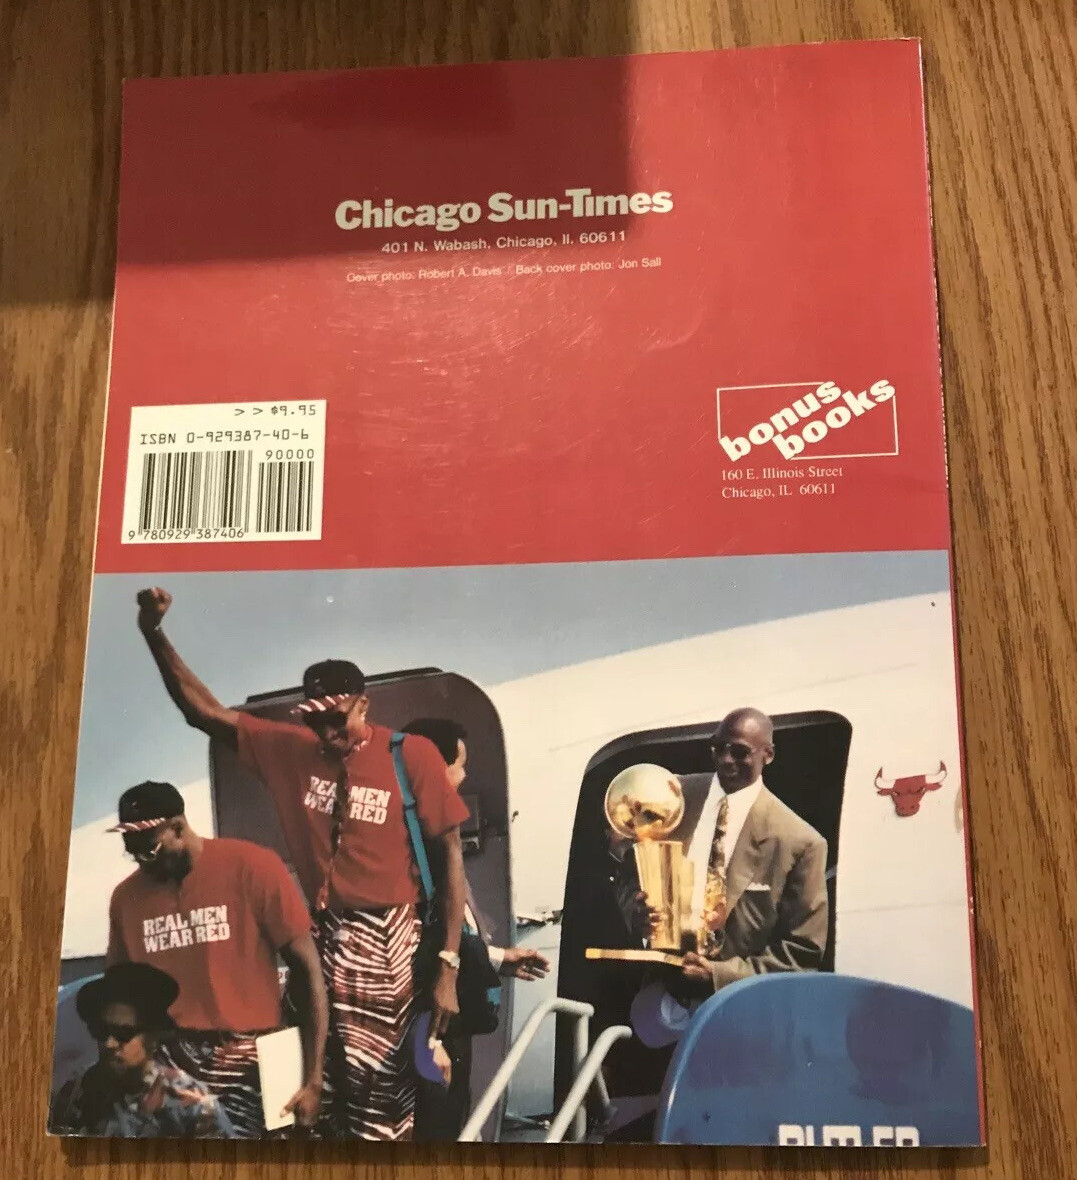 Chicago Sun-Times
401 N. Wabash, Chicago, Il. 60611
Cover photo: Robert A. Davis / Back cover photo: Jon Sall
> > $9.95
ISBN 0-929387-40-6
90000
9 780929 387406
bonus
books
160 E. Illinois Street
Chicago, IL 60611
REAL MEN
WEAR RED
REAL MEN
WEAR RED
BUTLER